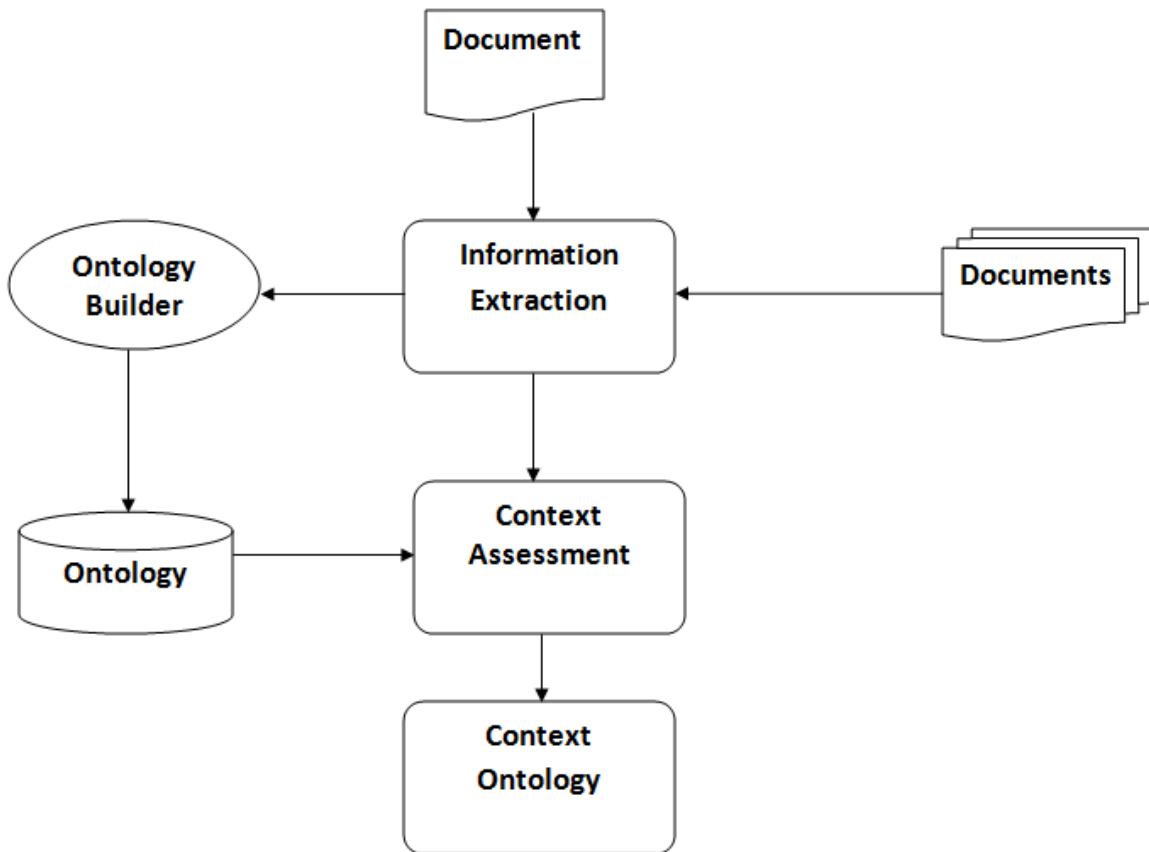 Document
Information
Extraction
Ontology
Builder
Documents
Context
Assessment
Ontology
Context
Ontology